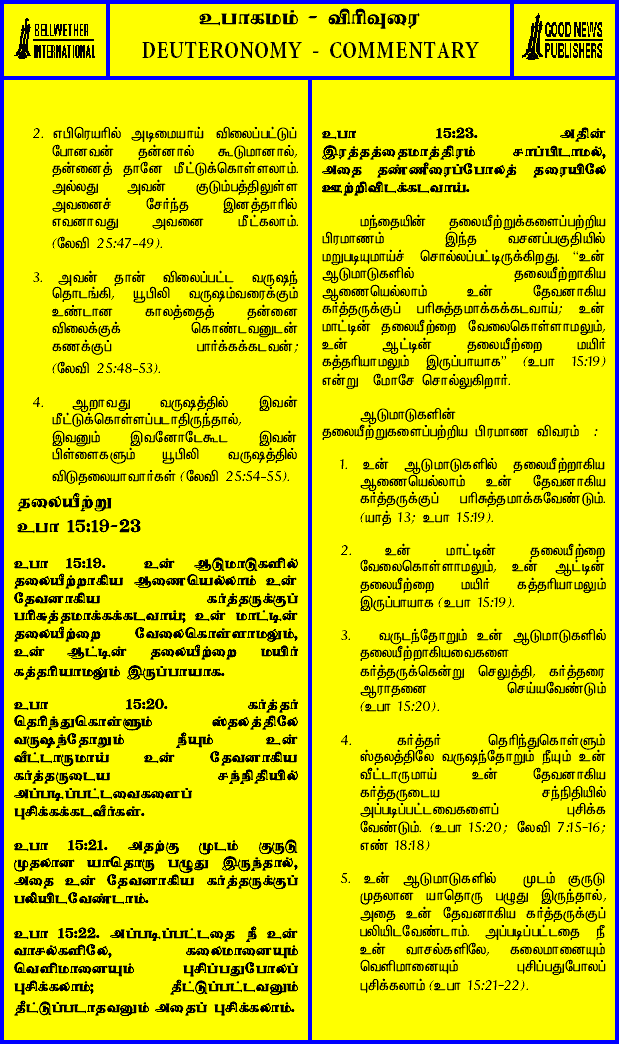 BELLWETHER
INTERNATIONAL
உபாகமம் - விரிவுரை
DEUTERONOMY - COMMENTARY
GOOD NEWS
PUBLISHERS
2. எபிரெயரில் அடிமையாய் விலைப்பட்டுப்
போனவன் தன்னால் கூடுமானால்,
தன்னைத் தானே மீட்டுக்கொள்ளலாம்.
அல்லது அவன் குடும்பத்திலுள்ள
அவனைச் சேர்ந்த இனத்தாரில்
எவனாவது அவனை மீட்கலாம்.
(லேவி 25:47-49).
3. அவன் தான் விலைப்பட்ட வருஷந்
தொடங்கி, யூபிலி வருஷம்வரைக்கும்
உண்டான காலத்தைத் தன்னை
விலைக்குக் கொண்டவனுடன்
கணக்குப் பார்க்கக்கடவன்;
(லேவி 25:48-53).
4. ஆறாவது வருஷத்தில் இவன்
மீட்டுக்கொள்ளப்படாதிருந்தால்,
இவனும் இவனோடேகூட இவன்
பிள்ளைகளும் யூபிலி வருஷத்தில்
விடுதலையாவார்கள் (லேவி 25:54-55).
தலையீற்று
உபா 15:19-23
உபா 15:19. உன் ஆடுமாடுகளில்
தலையீற்றாகிய ஆணையெல்லாம் உன்
தேவனாகிய கர்த்தருக்குப்
பரிசுத்தமாக்கக்கடவாய்; உன் மாட்டின்
தலையீற்றை வேலைகொள்ளாமலும்,
உன் ஆட்டின் தலையீற்றை மயிர்
கத்தரியாமலும் இருப்பாயாக.
உபா 15:20. கர்த்தர்
தெரிந்துகொள்ளும் ஸ்தலத்திலே
வருஷந்தோறும் நீயும் உன்
வீட்டாருமாய் உன் தேவனாகிய
கர்த்தருடைய சந்நிதியில்
அப்படிப்பட்டவைகளைப்
புசிக்கக்கடவீர்கள்.
உபா 15:21. அதற்கு முடம் குருடு
முதலான யாதொரு பழுது இருந்தால்,
அதை உன் தேவனாகிய கர்த்தருக்குப்
பலியிடவேண்டாம்.
உபா 15:22. அப்படிப்பட்டதை நீ உன்
வாசல்களிலே, கலைமானையும்
வெளிமானையும் புசிப்பதுபோலப்
புசிக்கலாம்; தீட்டுப்பட்டவனும்
தீட்டுப்படாதவனும் அதைப் புசிக்கலாம்.
உபா 15:23. அதின்
இரத்தத்தைமாத்திரம் சாப்பிடாமல்,
அதை தண்ணீரைப்போலத் தரையிலே
ஊற்றிவிடக்கடவாய்.
மந்தையின் தலையீற்றுக்களைப்பற்றிய
பிரமாணம் இந்த வசனப்பகுதியில்
மறுபடியுமாய்ச் சொல்லப்பட்டிருக்கிறது. "உன்
ஆடுமாடுகளில் தலையீற்றாகிய
ஆணையெல்லாம் உன் தேவனாகிய
கர்த்தருக்குப் பரிசுத்தமாக்கக்கடவாய்; உன்
மாட்டின் தலையீற்றை வேலைகொள்ளாமலும்,
உன் ஆட்டின் தலையீற்றை மயிர்
கத்தரியாமலும் இருப்பாயாக" (உபா 15:19)
என்று மோசே சொல்லுகிறார்.
ஆடுமாடுகளின்
தலையீற்றுகளைப்பற்றிய பிரமாண விவரம் :
1. உன் ஆடுமாடுகளில் தலையீற்றாகிய
ஆணையெல்லாம் உன் தேவனாகிய
கர்த்தருக்குப் பரிசுத்தமாக்கவேண்டும்.
(யாத் 13; உபா 15:19).
2. உன் மாட்டின் தலையீற்றை
வேலைகொள்ளாமலும், உன் ஆட்டின்
தலையீற்றை மயிர் கத்தரியாமலும்
இருப்பாயாக (உபா 15:19).
3. வருடந்தோறும் உன் ஆடுமாடுகளில்
தலையீற்றாகியவைகளை
கர்த்தருக்கென்று செலுத்தி, கர்த்தரை
ஆராதனை செய்யவேண்டும்
(உபா 15:20).
4. கர்த்தர் தெரிந்துகொள்ளும்
ஸ்தலத்திலே வருஷந்தோறும் நீயும் உன்
வீட்டாருமாய் உன் தேவனாகிய
கர்த்தருடைய சந்நிதியில்
அப்படிப்பட்டவைகளைப் புசிக்க
வேண்டும். (உபா 15:20; லேவி 7:15-16;
எண் 18:18)
5. உன் ஆடுமாடுகளில் முடம் குருடு
முதலான யாதொரு பழுது இருந்தால்,
அதை உன் தேவனாகிய கர்த்தருக்குப்
பலியிடவேண்டாம். அப்படிப்பட்டதை நீ
உன் வாசல்களிலே, கலைமானையும்
வெளிமானையும் புசிப்பதுபோலப்
புசிக்கலாம் (உபா 15:21-22).